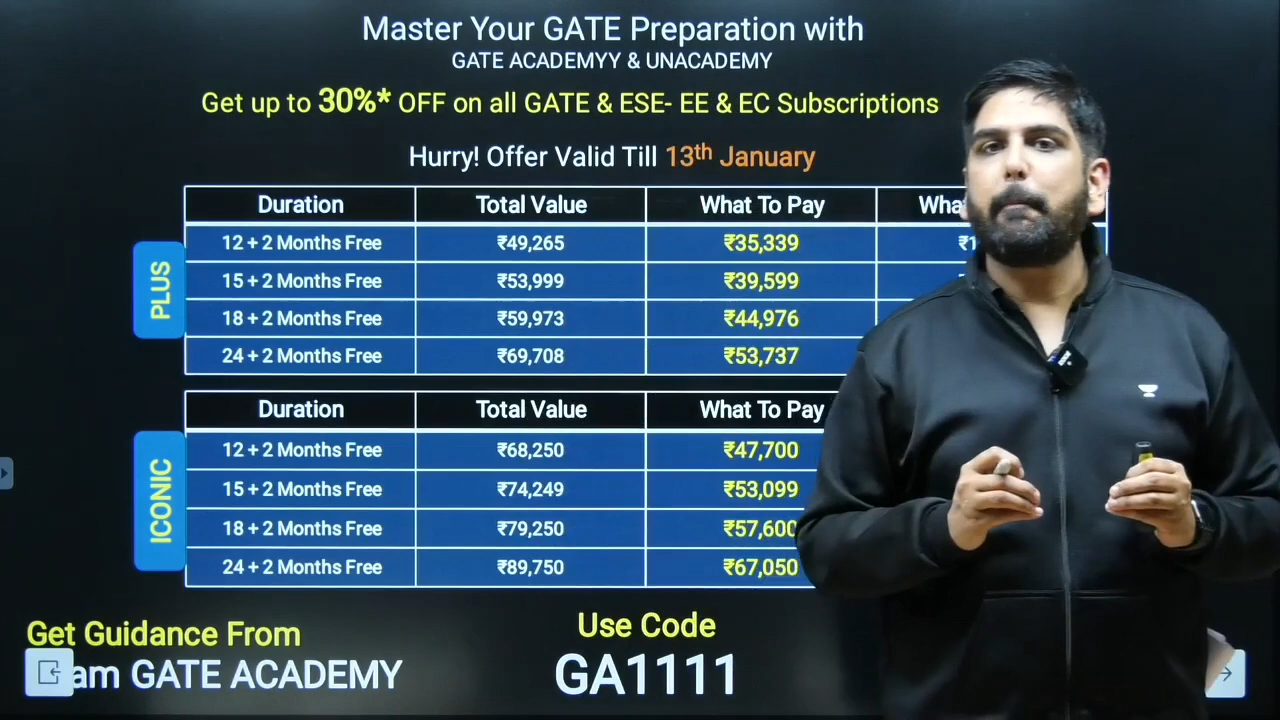 Master Your GATE Preparation with
GATE ACADEMYY & UNACADEMY
Get up to 30%* OFF on all GATE & ESE- EE & EC Subscriptions
Hurry! Offer Valid Till 13th January
Duration Total Value What To Pay
12 + 2 Months Free ₹49,265 ₹35,339
15 + 2 Months Free ₹53,999 ₹39,599
18 + 2 Months Free ₹59,973 ₹44,976
24 + 2 Months Free ₹69,708 ₹53,737
PLUS
Duration Total Value What To Pay
12 + 2 Months Free ₹68,250 ₹47,700
15 + 2 Months Free ₹74,249 ₹53,099
18 + 2 Months Free ₹79,250 ₹57,600
24 + 2 Months Free ₹89,750 ₹67,050
ICONIC
Get Guidance From
am GATE ACADEMY
Use Code
GA1111